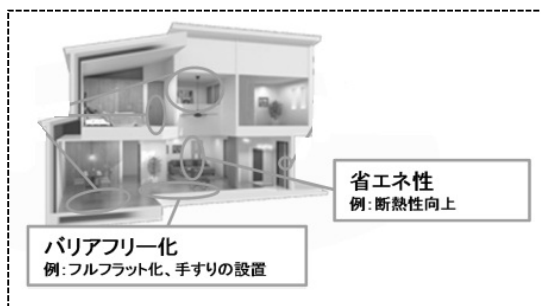 省エネ性
例：断熱性向上
バリアフリー化
例：フルフラット化、手すりの設置